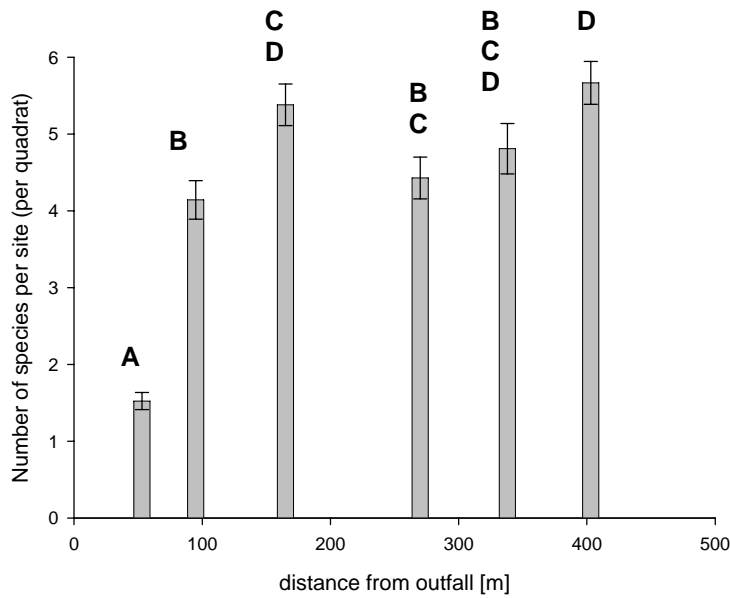 C
D
B
C
D
D
B
C
B
A
Number of species per site (per quadrat)
6
5
4
3
2
1
0
0 100 200 300 400 500
distance from outfall [m]